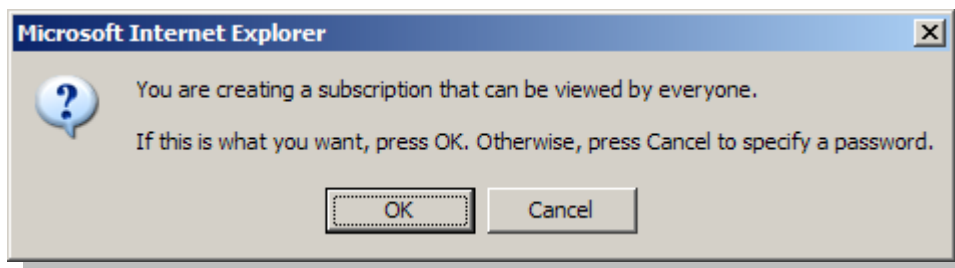 Microsoft Internet Explorer
You are creating a subscription that can be viewed by everyone.
If this is what you want, press OK. Otherwise, press Cancel to specify a password.
OK
Cancel